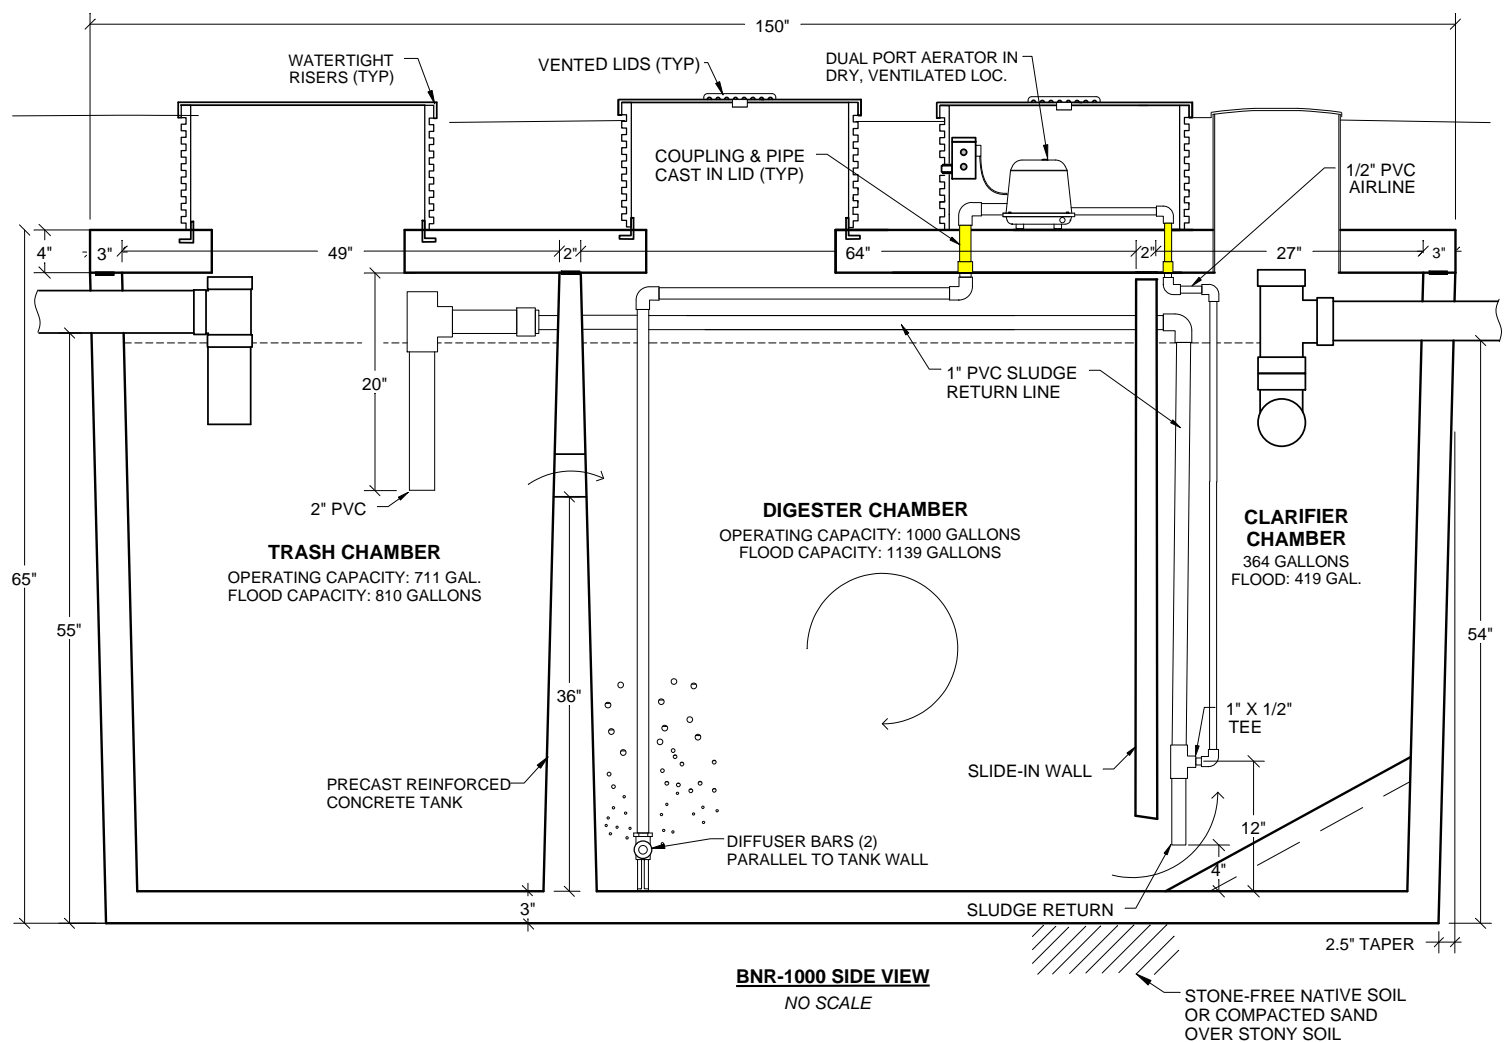 150"
WATERTIGHT
RISERS (TYP)
VENTED LIDS (TYP)
DUAL PORT AERATOR IN
DRY, VENTILATED LOC.
COUPLING & PIPE
CAST IN LID (TYP)
1/2" PVC
AIRLINE
4"
3"
49"
2"
64"
2"
27"
3"
20"
1" PVC SLUDGE
RETURN LINE
2" PVC
TRASH CHAMBER
OPERATING CAPACITY: 711 GAL.
FLOOD CAPACITY: 810 GALLONS
DIGESTER CHAMBER
OPERATING CAPACITY: 1000 GALLONS
FLOOD CAPACITY: 1139 GALLONS
CLARIFIER
CHAMBER
364 GALLONS
FLOOD: 419 GAL.
65"
55"
54"
36"
1" X 1/2"
TEE
PRECAST REINFORCED
CONCRETE TANK
SLIDE-IN WALL
DIFFUSER BARS (2)
PARALLEL TO TANK WALL
12"
4"
3"
SLUDGE RETURN
2.5" TAPER
BNR-1000 SIDE VIEW
NO SCALE
STONE-FREE NATIVE SOIL
OR COMPACTED SAND
OVER STONY SOIL